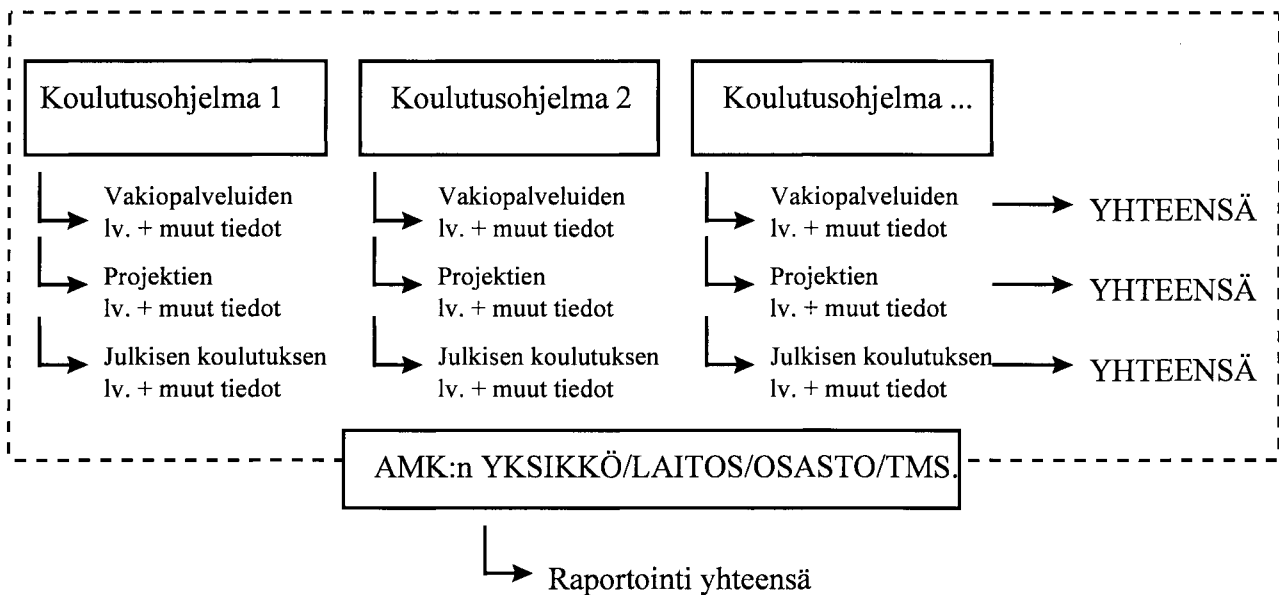 Koulutusohjelma 1
Koulutusohjelma 2
Koulutusohjelma ...
Vakiopalveluiden
lv. + muut tiedot
Vakiopalveluiden
lv. + muut tiedot
Vakiopalveluiden
lv. + muut tiedot
YHTEENSÄ
Projektien
lv. + muut tiedot
Projektien
lv. + muut tiedot
Projektien
lv. + muut tiedot
YHTEENSÄ
Julkisen koulutuksen
lv. + muut tiedot
Julkisen koulutuksen
lv. + muut tiedot
Julkisen koulutuksen
lv. + muut tiedot
YHTEENSÄ
AMK:n YKSIKKÖ/LAITOS/OSASTO/TMS.
Raportointi yhteensä